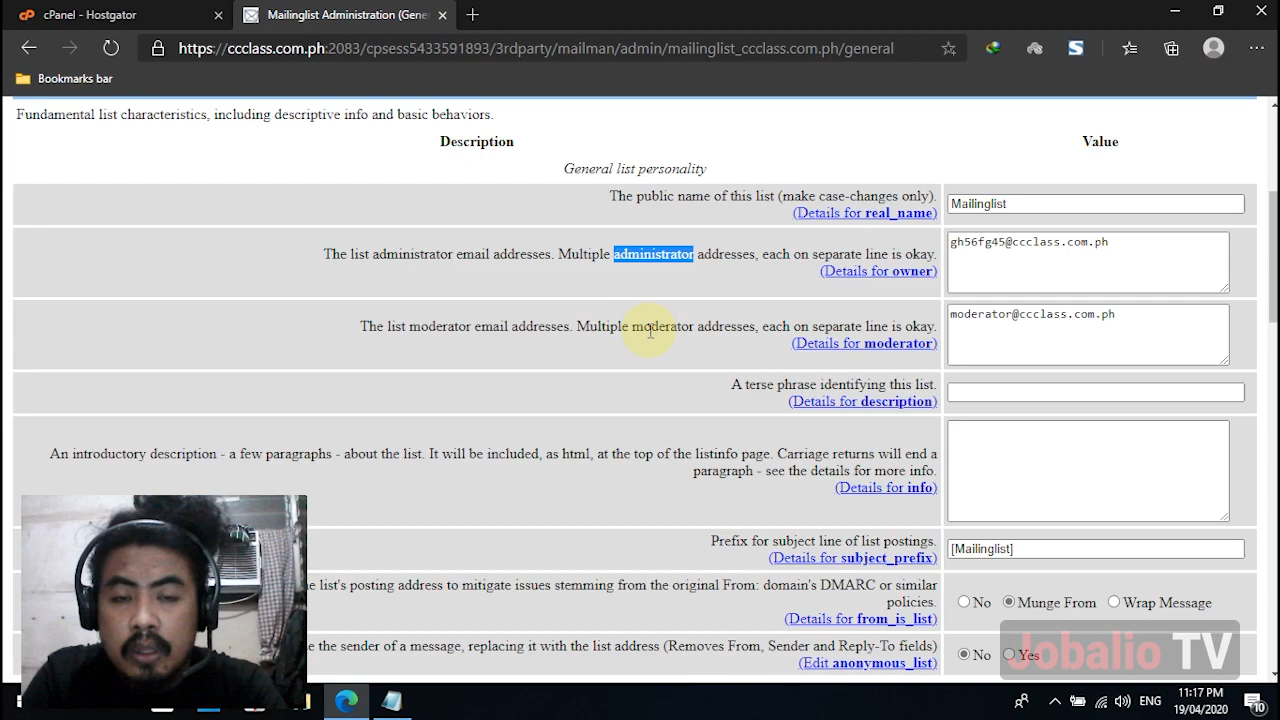 cPanel - Hostgator
Mailinglist Administration (Gene
https://ccclass.com.ph:2083/cpsess5433591893/3rdparty/mailman/admin/mailinglist_ccclass.com.ph/general
Bookmarks bar
Fundamental list characteristics, including descriptive info and basic behaviors.
Description
Value
General list personality
The public name of this list (make case-changes only).
(Details for real_name)
Mailinglist
The list administrator email addresses. Multiple administrator addresses, each on separate line is okay.
(Details for owner)
gh56fg45@ccclass.com.ph
The list moderator email addresses. Multiple moderator addresses, each on separate line is okay.
(Details for moderator)
moderator@ccclass.com.ph
A terse phrase identifying this list.
(Details for description)
An introductory description - a few paragraphs - about the list. It will be included, as html, at the top of the listinfo page. Carriage returns will end a
paragraph - see the details for more info.
(Details for info)
Prefix for subject line of list postings.
(Details for subject_prefix)
[Mailinglist]
list's posting address to mitigate issues stemming from the original From: domain's DMARC or similar
policies.
(Details for from_is_list)
No Munge From Wrap Message
the sender of a message, replacing it with the list address (Removes From, Sender and Reply-To fields)
(Edit anonymous_list)
No Yes
Jobalio TV
ENG
11:17 PM
19/04/2020
10